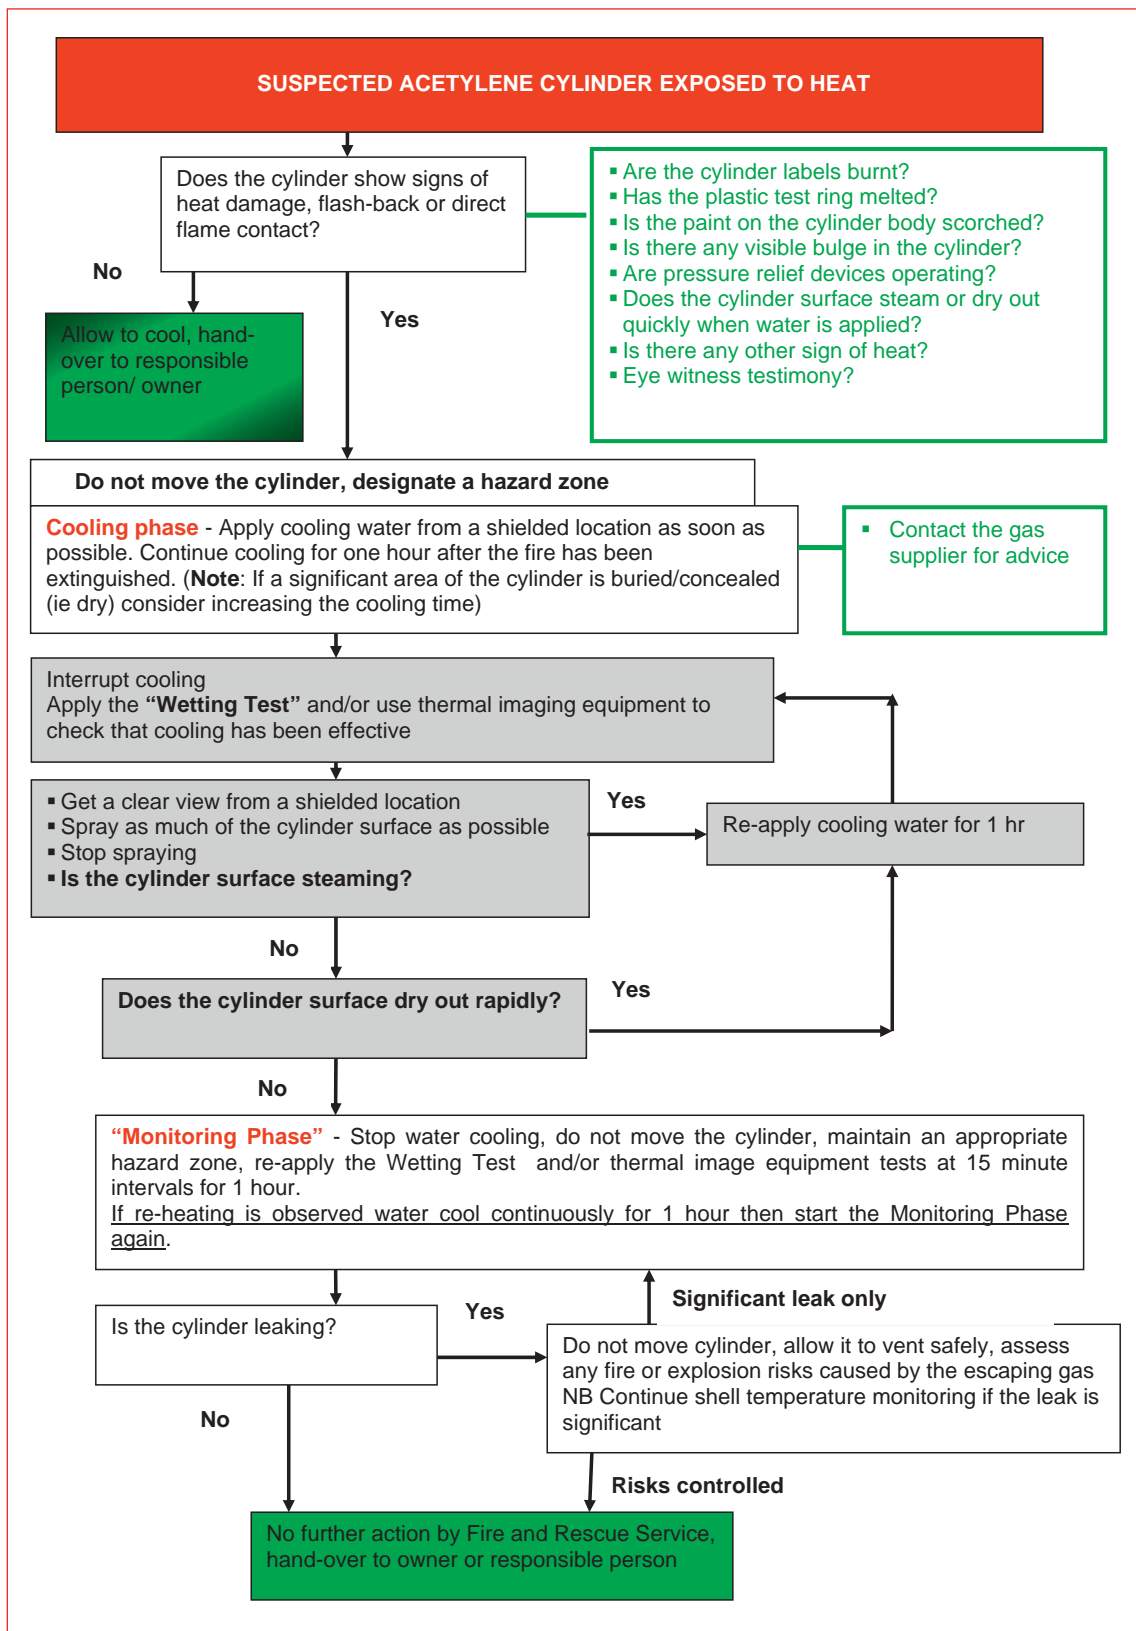 SUSPECTED ACETYLENE CYLINDER EXPOSED TO HEAT
Does the cylinder show signs of
heat damage, flash-back or direct
flame contact?
▪ Are the cylinder labels burnt?
▪ Has the plastic test ring melted?
▪ Is the paint on the cylinder body scorched?
▪ Is there any visible bulge in the cylinder?
▪ Are pressure relief devices operating?
▪ Does the cylinder surface steam or dry out
quickly when water is applied?
▪ Is there any other sign of heat?
▪ Eye witness testimony?
No
Yes
Allow to cool, hand-
over to responsible
person/ owner
Do not move the cylinder, designate a hazard zone
Cooling phase - Apply cooling water from a shielded location as soon as
possible. Continue cooling for one hour after the fire has been
extinguished. (Note: If a significant area of the cylinder is buried/concealed
(ie dry) consider increasing the cooling time)
▪ Contact the gas
supplier for advice
Interrupt cooling
Apply the “Wetting Test” and/or use thermal imaging equipment to
check that cooling has been effective
▪ Get a clear view from a shielded location
▪ Spray as much of the cylinder surface as possible
▪ Stop spraying
▪ Is the cylinder surface steaming?
Yes
Re-apply cooling water for 1 hr
No
Does the cylinder surface dry out rapidly?
Yes
No
“Monitoring Phase” - Stop water cooling, do not move the cylinder, maintain an appropriate
hazard zone, re-apply the Wetting Test and/or thermal image equipment tests at 15 minute
intervals for 1 hour.
If re-heating is observed water cool continuously for 1 hour then start the Monitoring Phase
again.
Is the cylinder leaking?
Yes
Significant leak only
Do not move cylinder, allow it to vent safely, assess
any fire or explosion risks caused by the escaping gas
NB Continue shell temperature monitoring if the leak is
significant
No
Risks controlled
No further action by Fire and Rescue Service,
hand-over to owner or responsible person